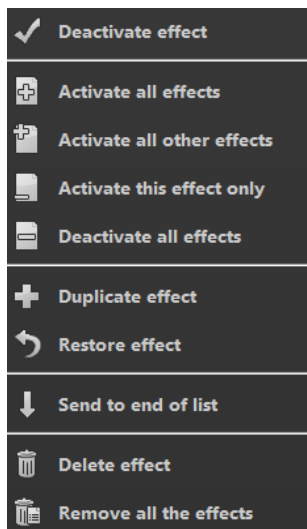 Deactivate effect
Activate all effects
Activate all other effects
Activate this effect only
Deactivate all effects
Duplicate effect
Restore effect
Send to end of list
Delete effect
Remove all the effects